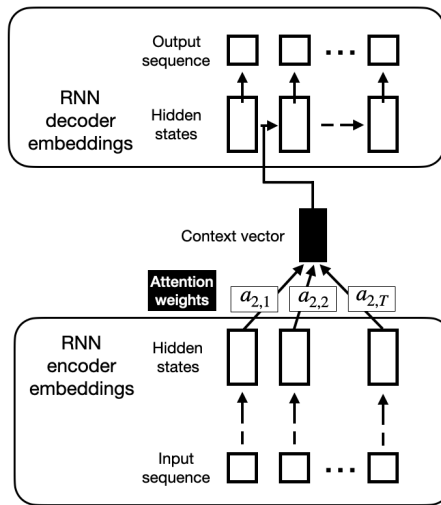 Output
sequence
RNN
decoder
embeddings
Hidden
states
Context vector
Attention
weights
a2,1
a2,2
a2,T
RNN
encoder
embeddings
Hidden
states
Input
sequence